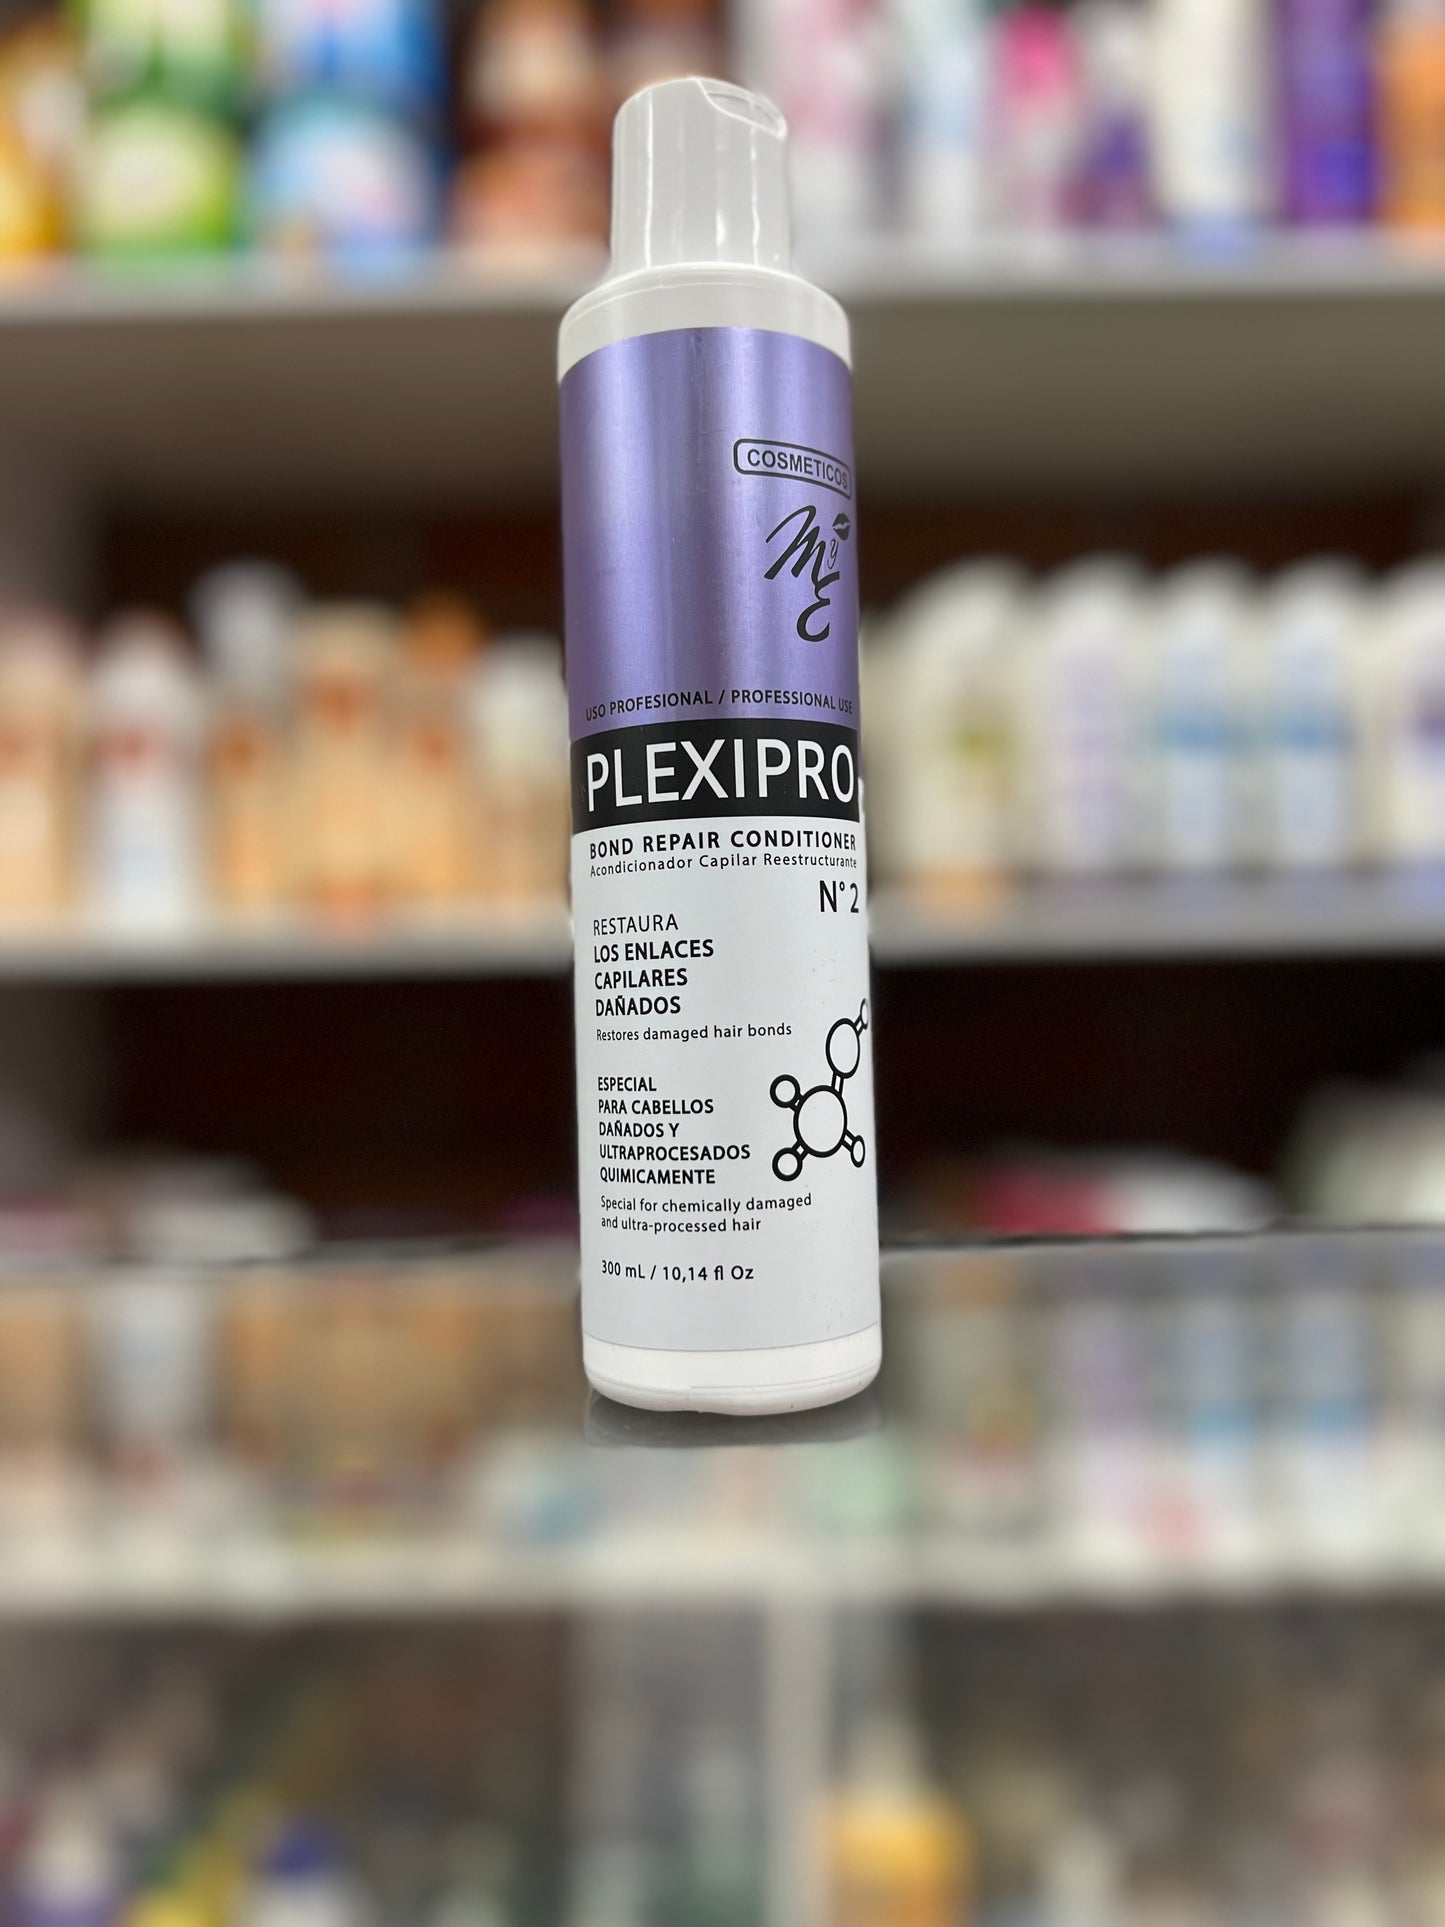 COSMETICOS
M y E
USO PROFESIONAL / PROFESSIONAL USE
PLEXIPRO
BOND REPAIR CONDITIONER
Acondicionador Capilar Reestructurante
N° 2
RESTAURA
LOS ENLACES
CAPILARES
DAÑADOS
Restores damaged hair bonds
ESPECIAL
PARA CABELLOS
DAÑADOS Y
ULTRAPROCESADOS
QUIMICAMENTE
Special for chemically damaged
and ultra-processed hair
300 mL / 10,14 fl Oz